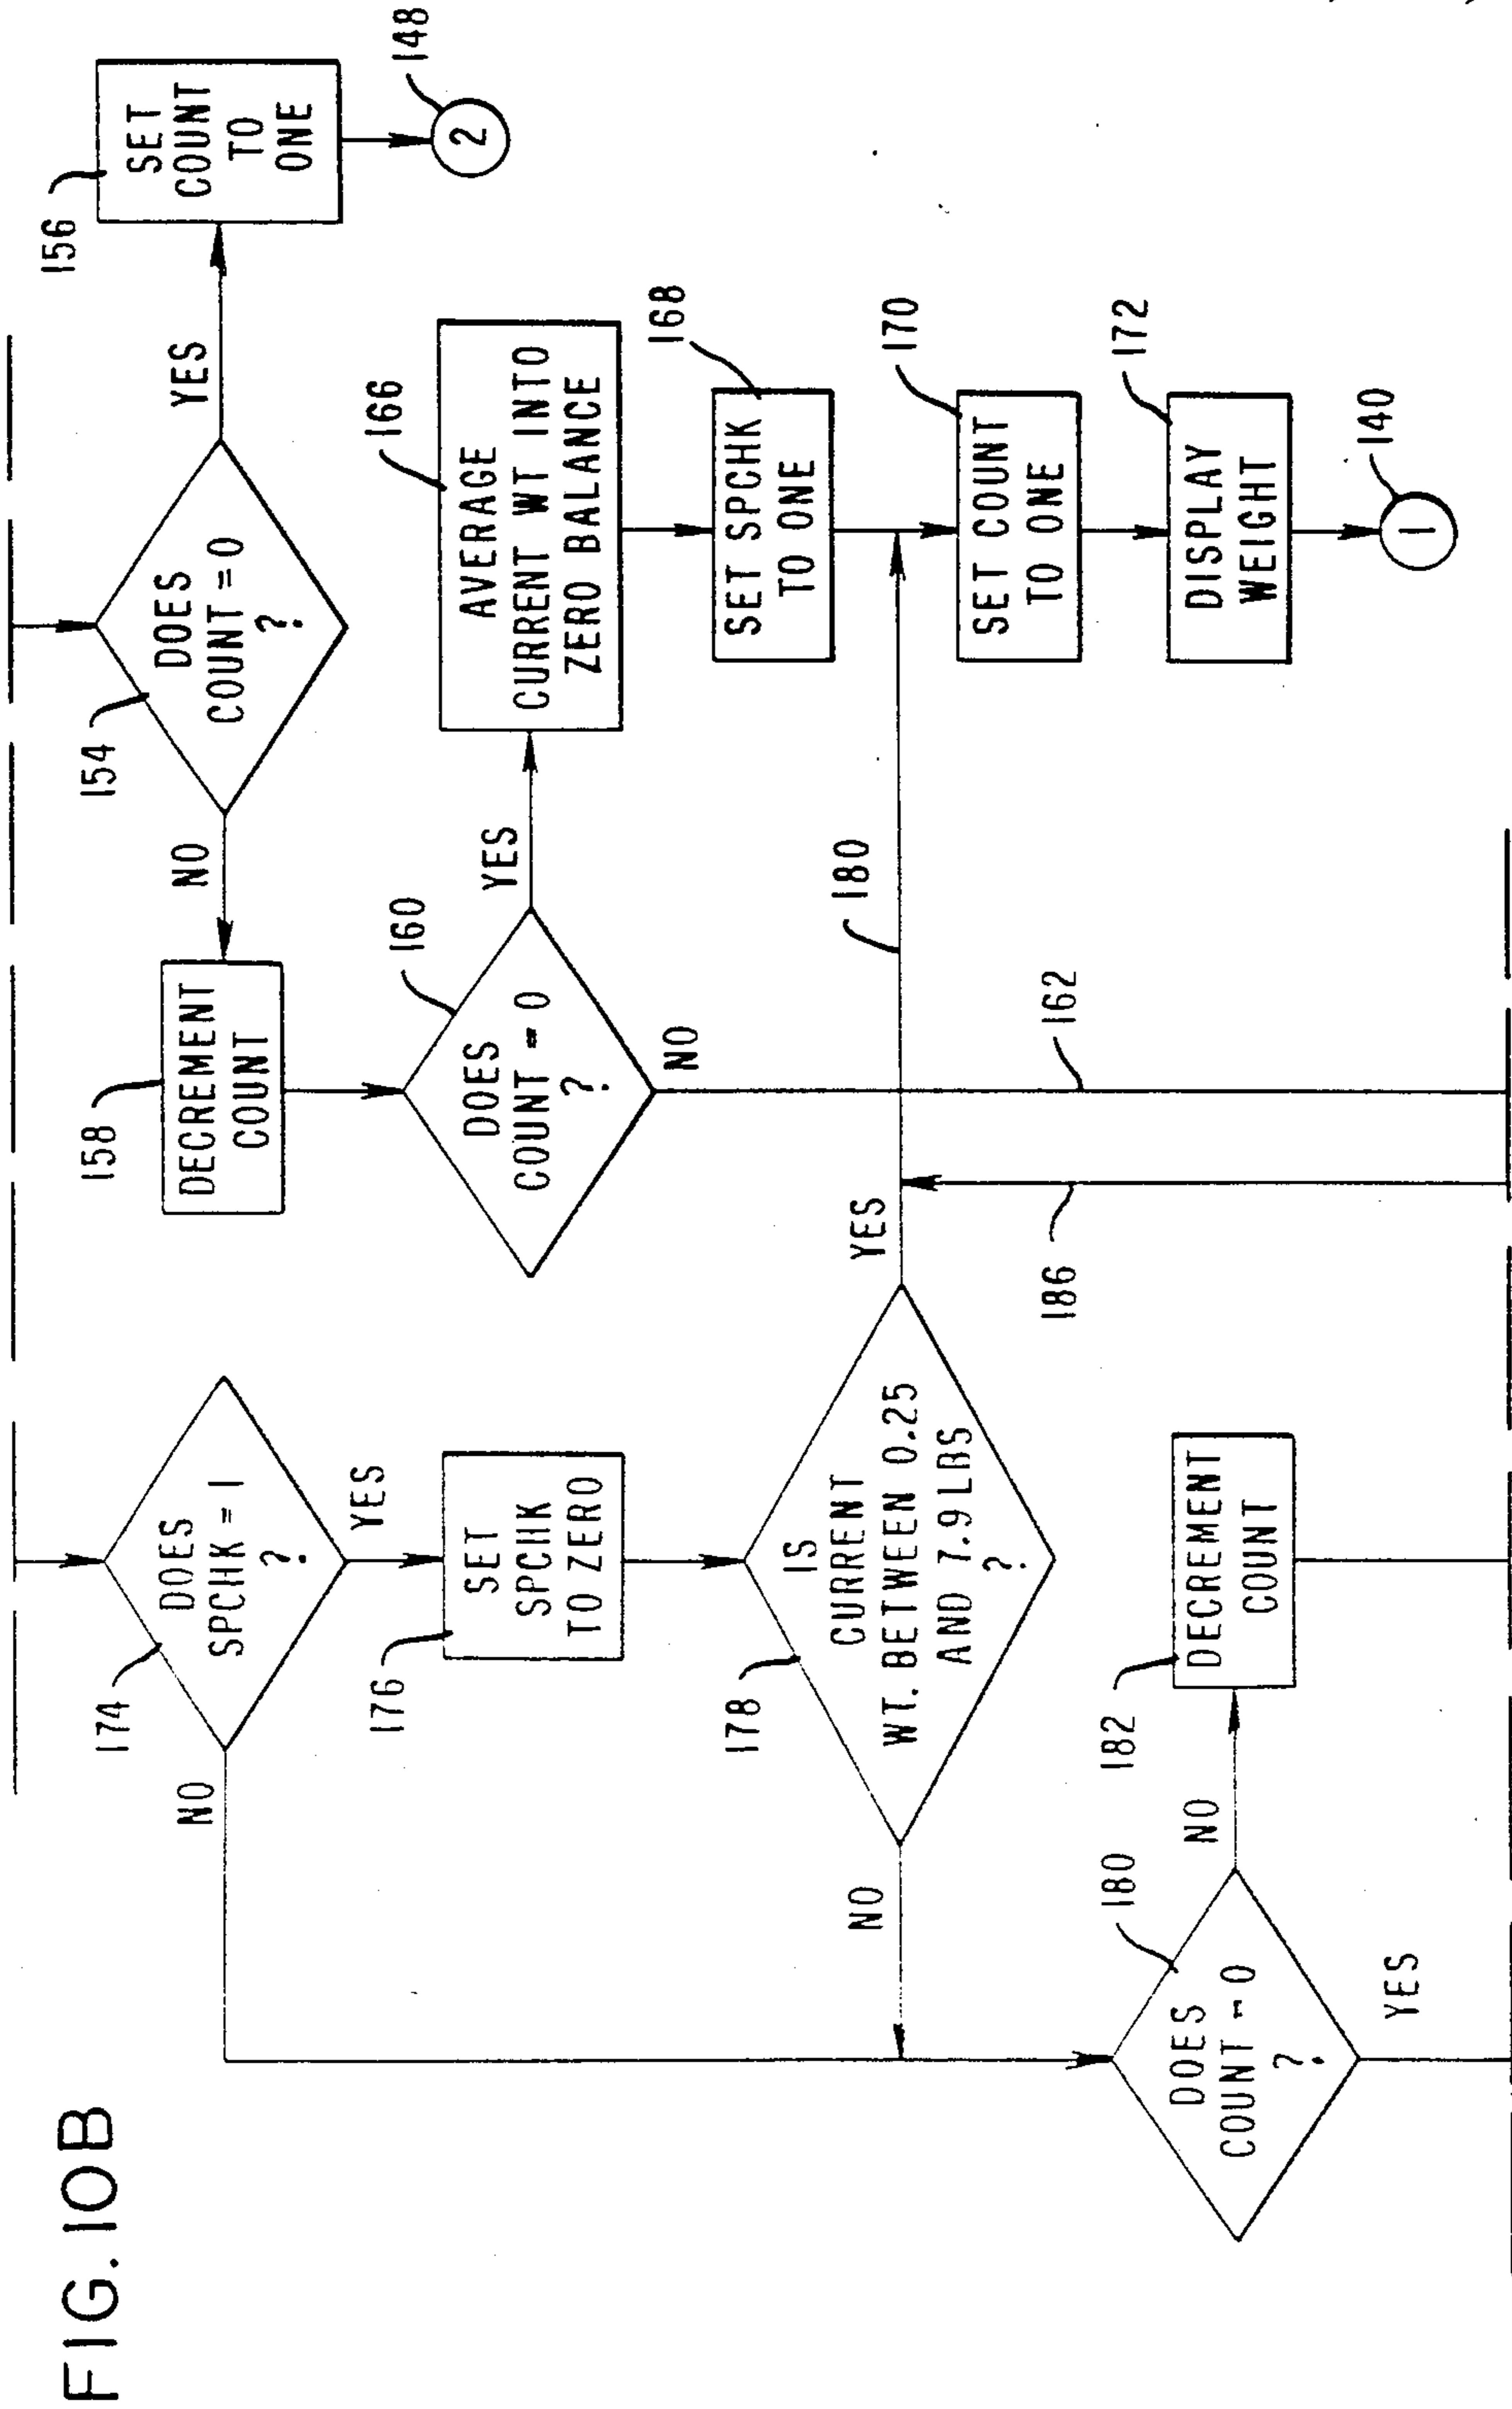 FIG. 10B
174
DOES
SPCHK = 1
?
NO
YES
176
SET
SPCHK
TO ZERO
178
IS
CURRENT
WT. BETWEEN 0.25
AND 7.9 LBS
?
NO
YES
180
DOES
COUNT = 0
?
NO
YES
182
DECREMENT
COUNT
186
158
DECREMENT
COUNT
NO
154
DOES
COUNT = 0
?
YES
156
SET
COUNT
TO
ONE
148
2
160
DOES
COUNT = 0
?
YES
NO
162
180
166
AVERAGE
CURRENT WT INTO
ZERO BALANCE
168
SET SPCHK
TO ONE
170
SET COUNT
TO ONE
172
DISPLAY
WEIGHT
140
1